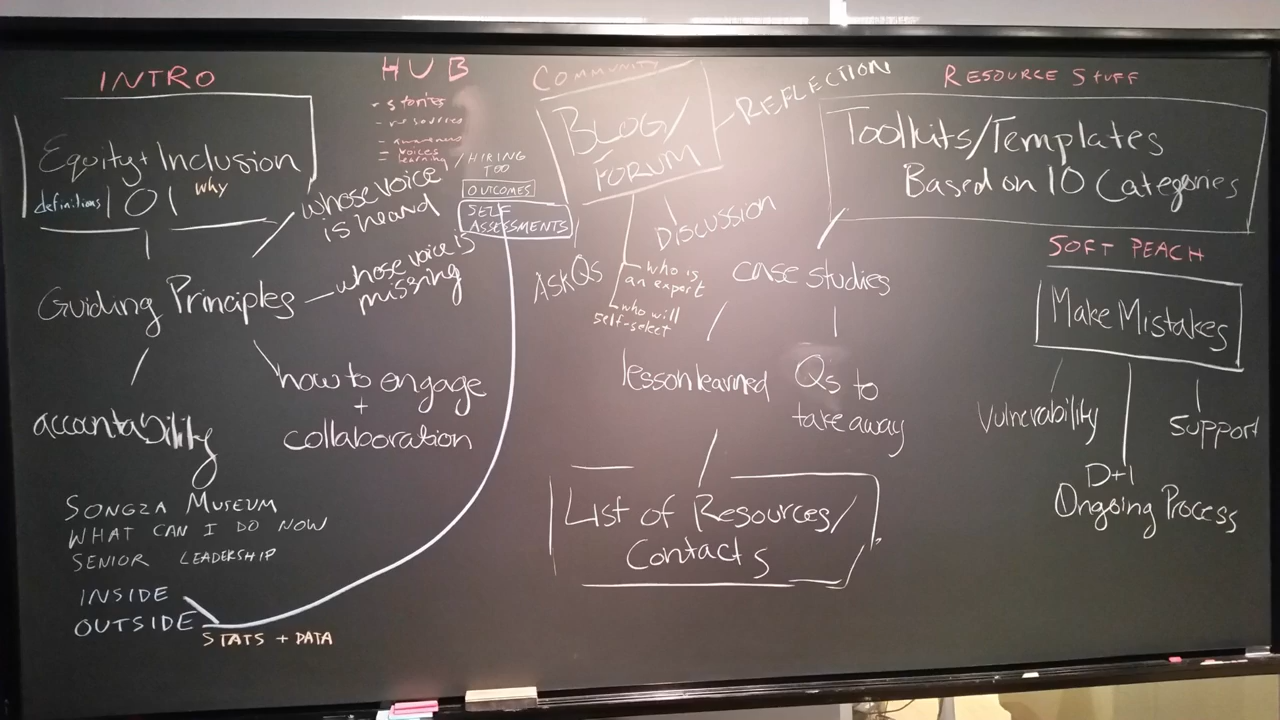 INTRO
Equity + Inclusion
definitions 101 why
whose voice
is heard
Guiding Principles
whose voice is
missing
accontability
how to engage
+
collaboration
SONGZA MUSEUM
WHAT CAN I DO NOW
SENIOR LEADERSHIP
INSIDE
OUTSIDE
STATS + DATA
HUB
- stories
- resources
- awareness
- voices
- learning
/HIRING
TOO
OUTCOMES
SELF
ASSESSMENTS
COMMUNITY
BLOG/
FORUM
REFLECTION
DISCUSSION
Ask Qs
who is
an expert
who will
self-select
RESOURCE STUFF
Toolkits/Templates
Based on 10 Categories
case studies
lesson learned
Qs to
take away
List of Resources/
Contacts
SOFT PEACH
Make Mistakes
Vulnerability
Support
D+I
Ongoing Process